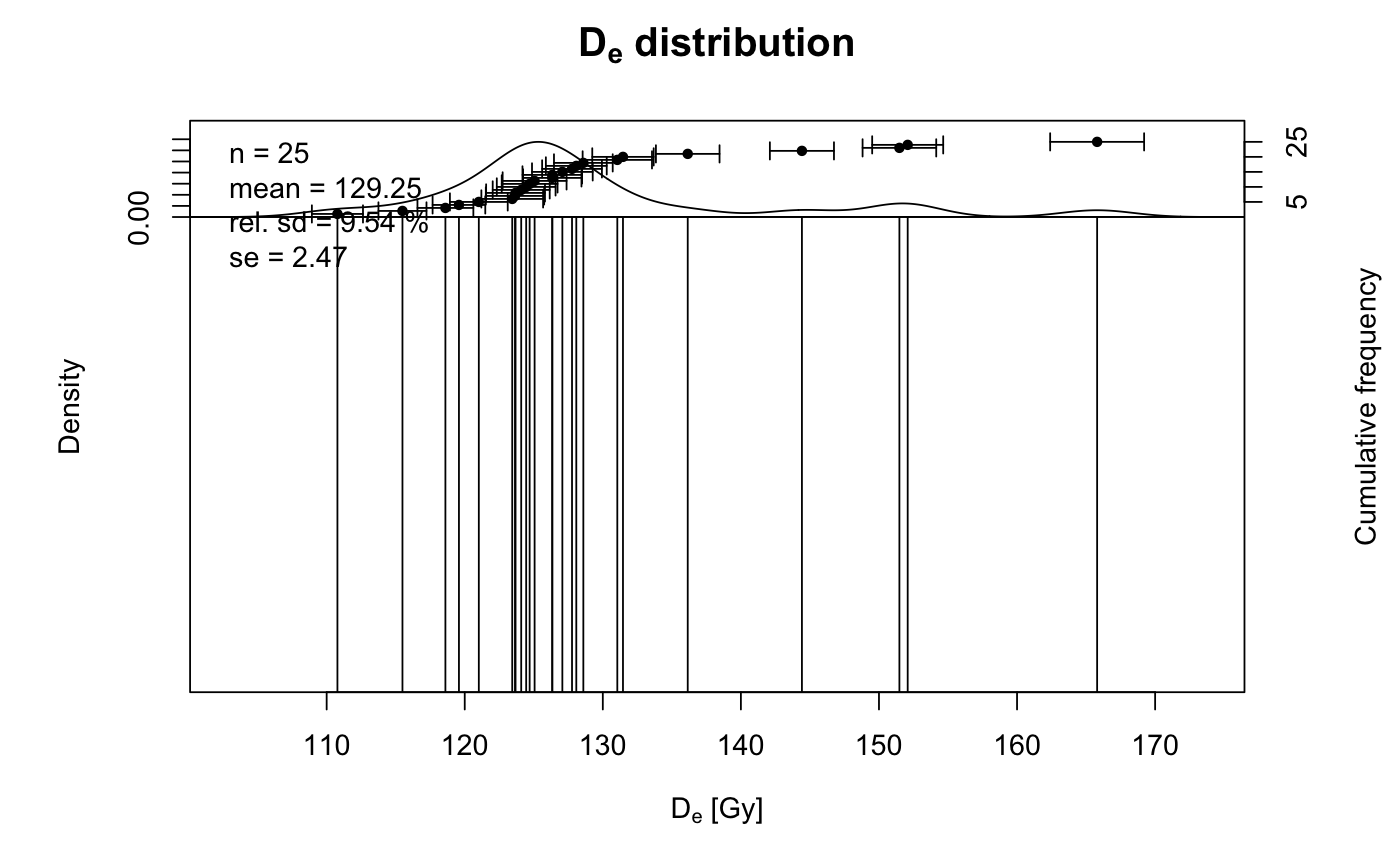 De distribution
n = 25
mean = 129.25
rel. sd = 9.54 %
se = 2.47
0.00
Density
5
25
Cumulative frequency
110 120 130 140 150 160 170
De [Gy]